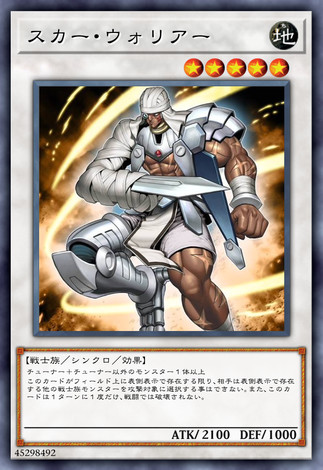 スカー・ウォリアー
地
【戦士族／シンクロ／効果】
チューナー＋チューナー以外のモンスター１体以上
このカードがフィールド上に表側表示で存在する限り、相手は表側表示で存在
する他の戦士族モンスターを攻撃対象に選択する事はできない。また、このカ
ードは１ターンに１度だけ、戦闘では破壊されない。
ATK/ 2100 DEF/1000
45298492